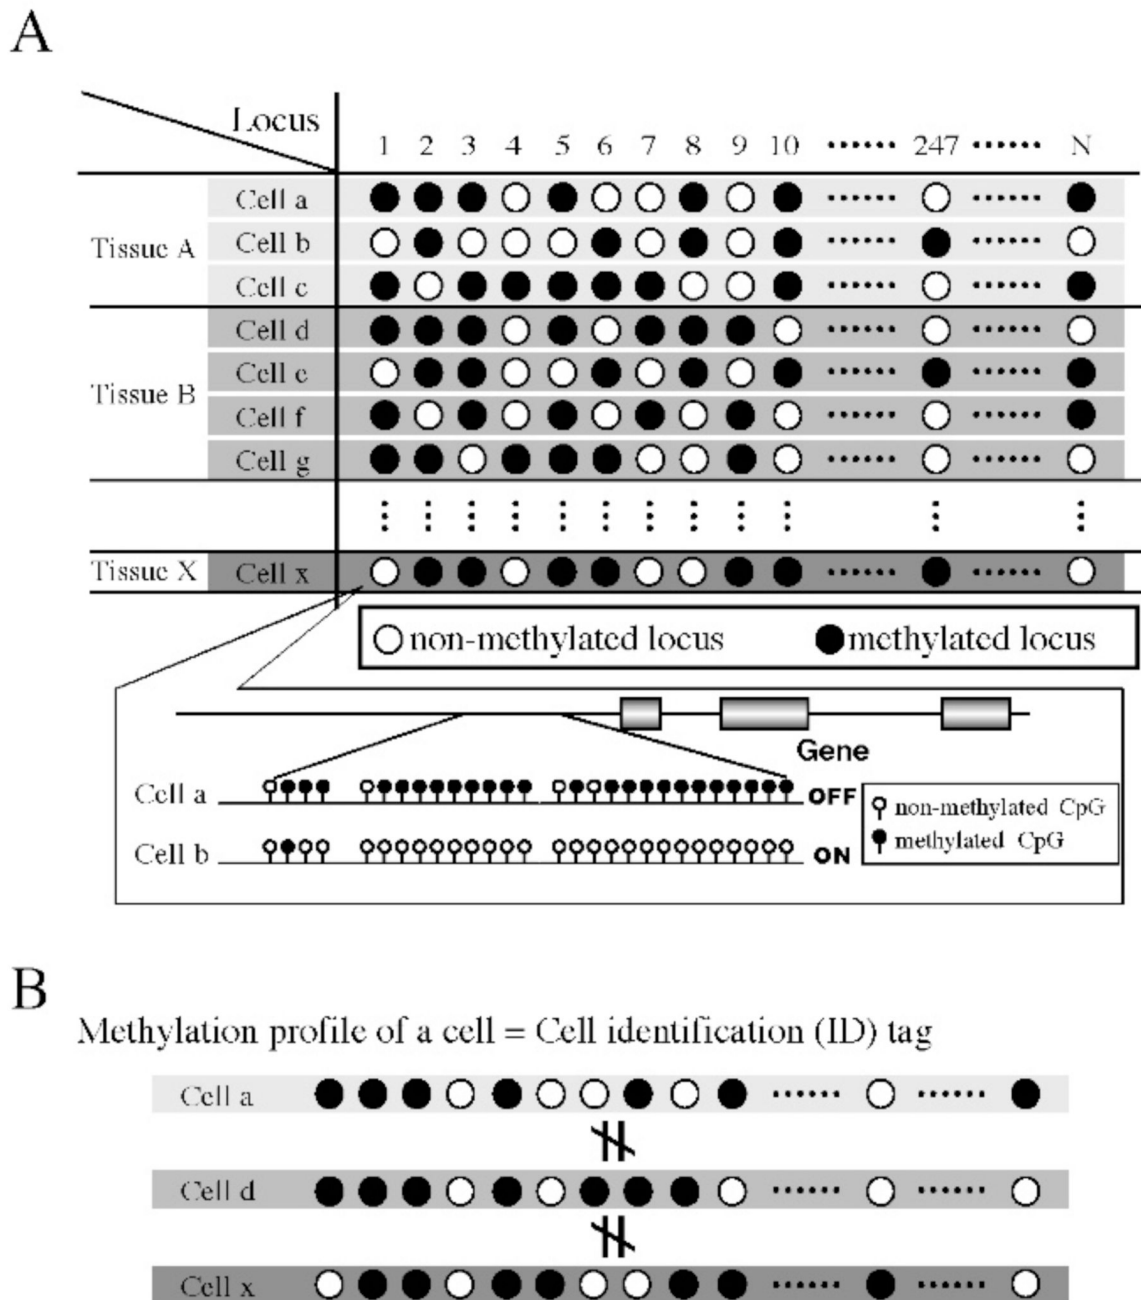 A
Locus
1 2 3 4 5 6 7 8 9 10 ...... 247 ...... N
Tissue A
Cell a
Cell b
Cell c
Tissue B
Cell d
Cell e
Cell f
Cell g
Tissue X
Cell x
non-methylated locus
methylated locus
Gene
Cell a
OFF
Cell b
ON
non-methylated CpG
methylated CpG
B
Methylation profile of a cell = Cell identification (ID) tag
Cell a
Cell d
Cell x